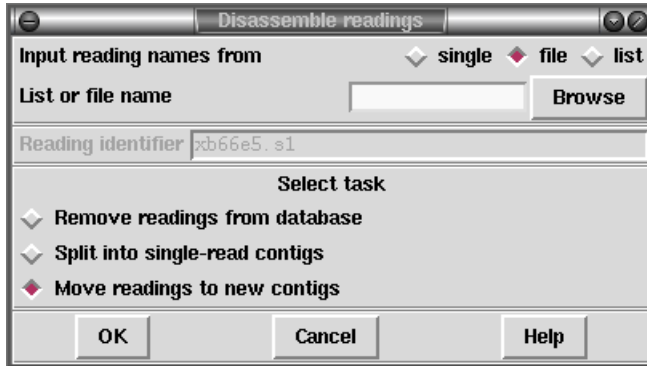 Disassemble readings
Input reading names from single file list
List or file name Browse
Reading identifier xb66e5.s1
Select task
Remove readings from database
Split into single-read contigs
Move readings to new contigs
OK Cancel Help